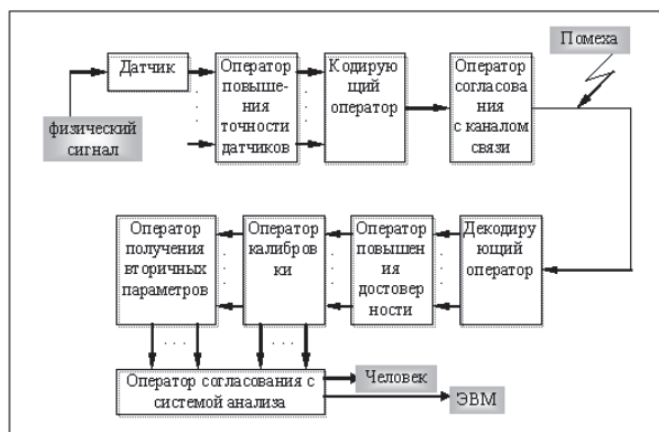 Помеха
Датчик
Оператор
повыше-
ния
точности
датчиков
Кодирую
щий
оператор
Оператор
согласова
ния
с каналом
связи
физический
сигнал
Оператор
получения
вторичных
параметров
Оператор
калибров
ки
Оператор
повышен
ия
достовер
ности
Декодиру
ющий
оператор
Оператор согласования с
системой анализа
Человек
ЭВМ